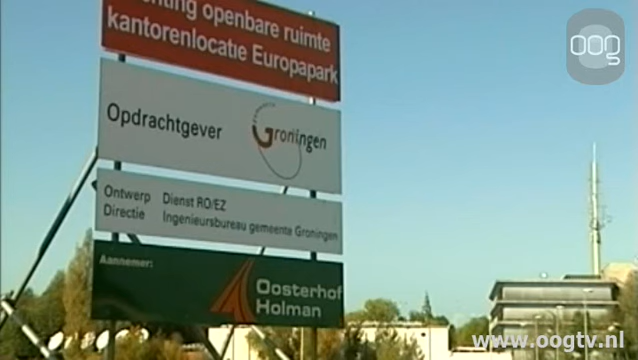 openbare ruimte
kantorenlocatie Europapark
Opdrachtgever
Groningen
Ontwerp Dienst RO/EZ
Directie Ingenieursbureau gemeente Groningen
Aannemer:
Oosterhof
Holman
oog
www.oogtv.nl